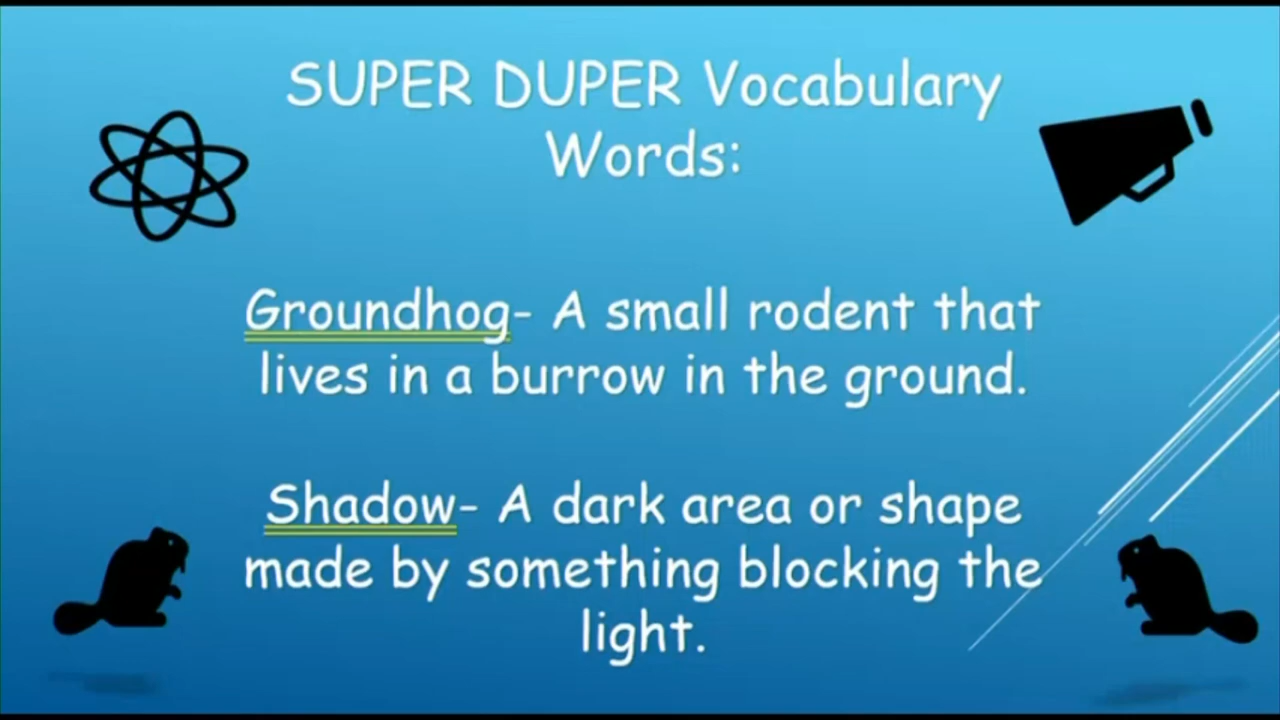 SUPER DUPER Vocabulary
Words:
Groundhog- A small rodent that
lives in a burrow in the ground.
Shadow- A dark area or shape
made by something blocking the
light.